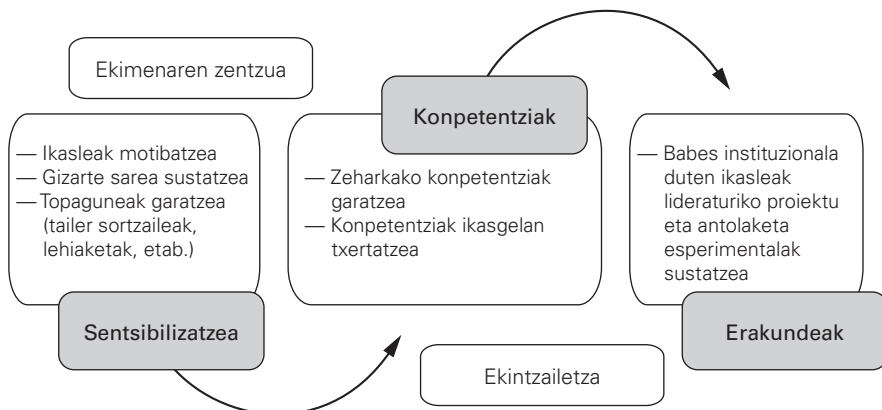 Ekimenaren zentzua
Konpetentziak
— Ikasleak motibatzea
— Gizarte sarea sustatzea
— Topaguneak garatzea
(tailer sortzaileak,
lehiaketak, etab.)
Sentsibilizatzea
— Zeharkako konpetentziak
garatzea
— Konpetentziak ikasgelan
txertatzea
— Babes instituzionala
duten ikasleak
lideraturiko proiektu
eta antolaketa
esperimentalak
sustatzea
Erakundeak
Ekintzailetza